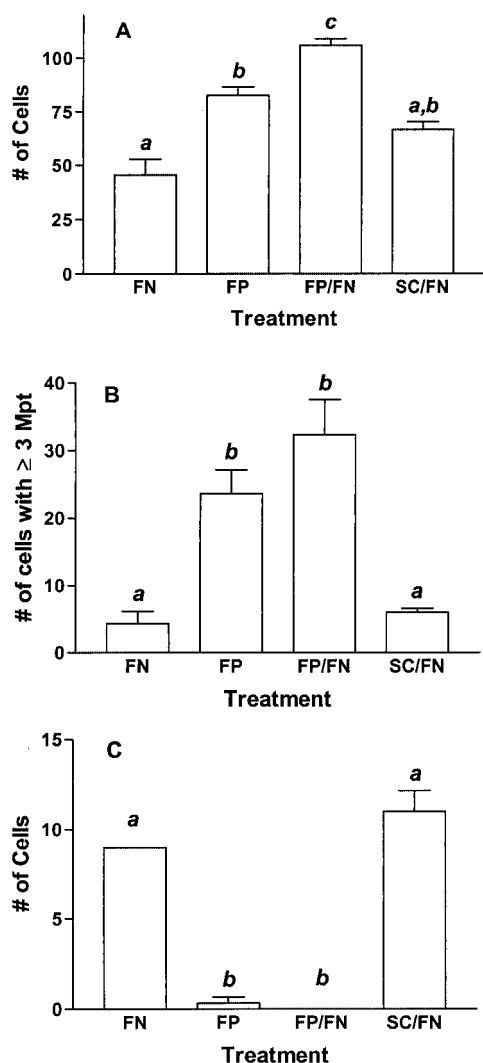 A
# of Cells
100
75
50
25
0
a
b
c
a,b
FN FP FP/FN SC/FN
Treatment
B
# of cells with ≥ 3 Mpt
40
30
20
10
0
a
b
b
a
FN FP FP/FN SC/FN
Treatment
C
# of Cells
15
10
5
0
a
b
b
a
FN FP FP/FN SC/FN
Treatment